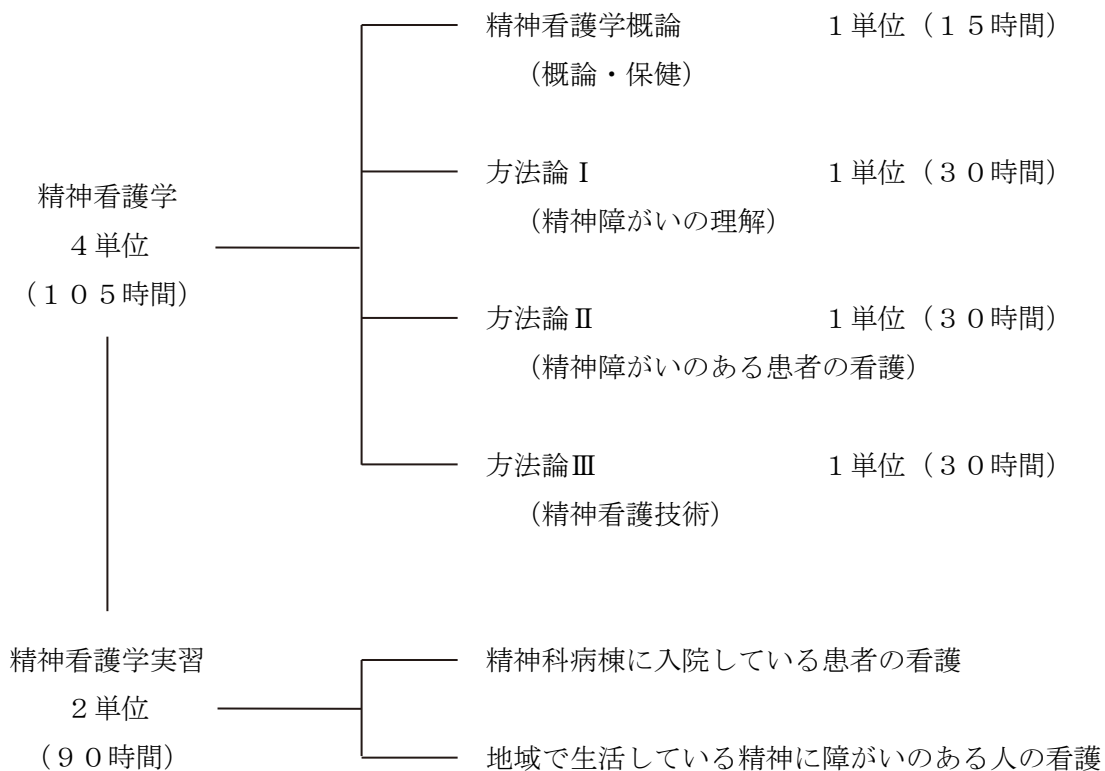 精神看護学概論 １単位（１５時間）
（概論・保健）
方法論Ⅰ １単位（３０時間）
（精神障がいの理解）
精神看護学
４単位
（１０５時間）
方法論Ⅱ １単位（３０時間）
（精神障がいのある患者の看護）
方法論Ⅲ １単位（３０時間）
（精神看護技術）
精神看護学実習
２単位
（９０時間）
精神科病棟に入院している患者の看護
地域で生活している精神に障がいのある人の看護